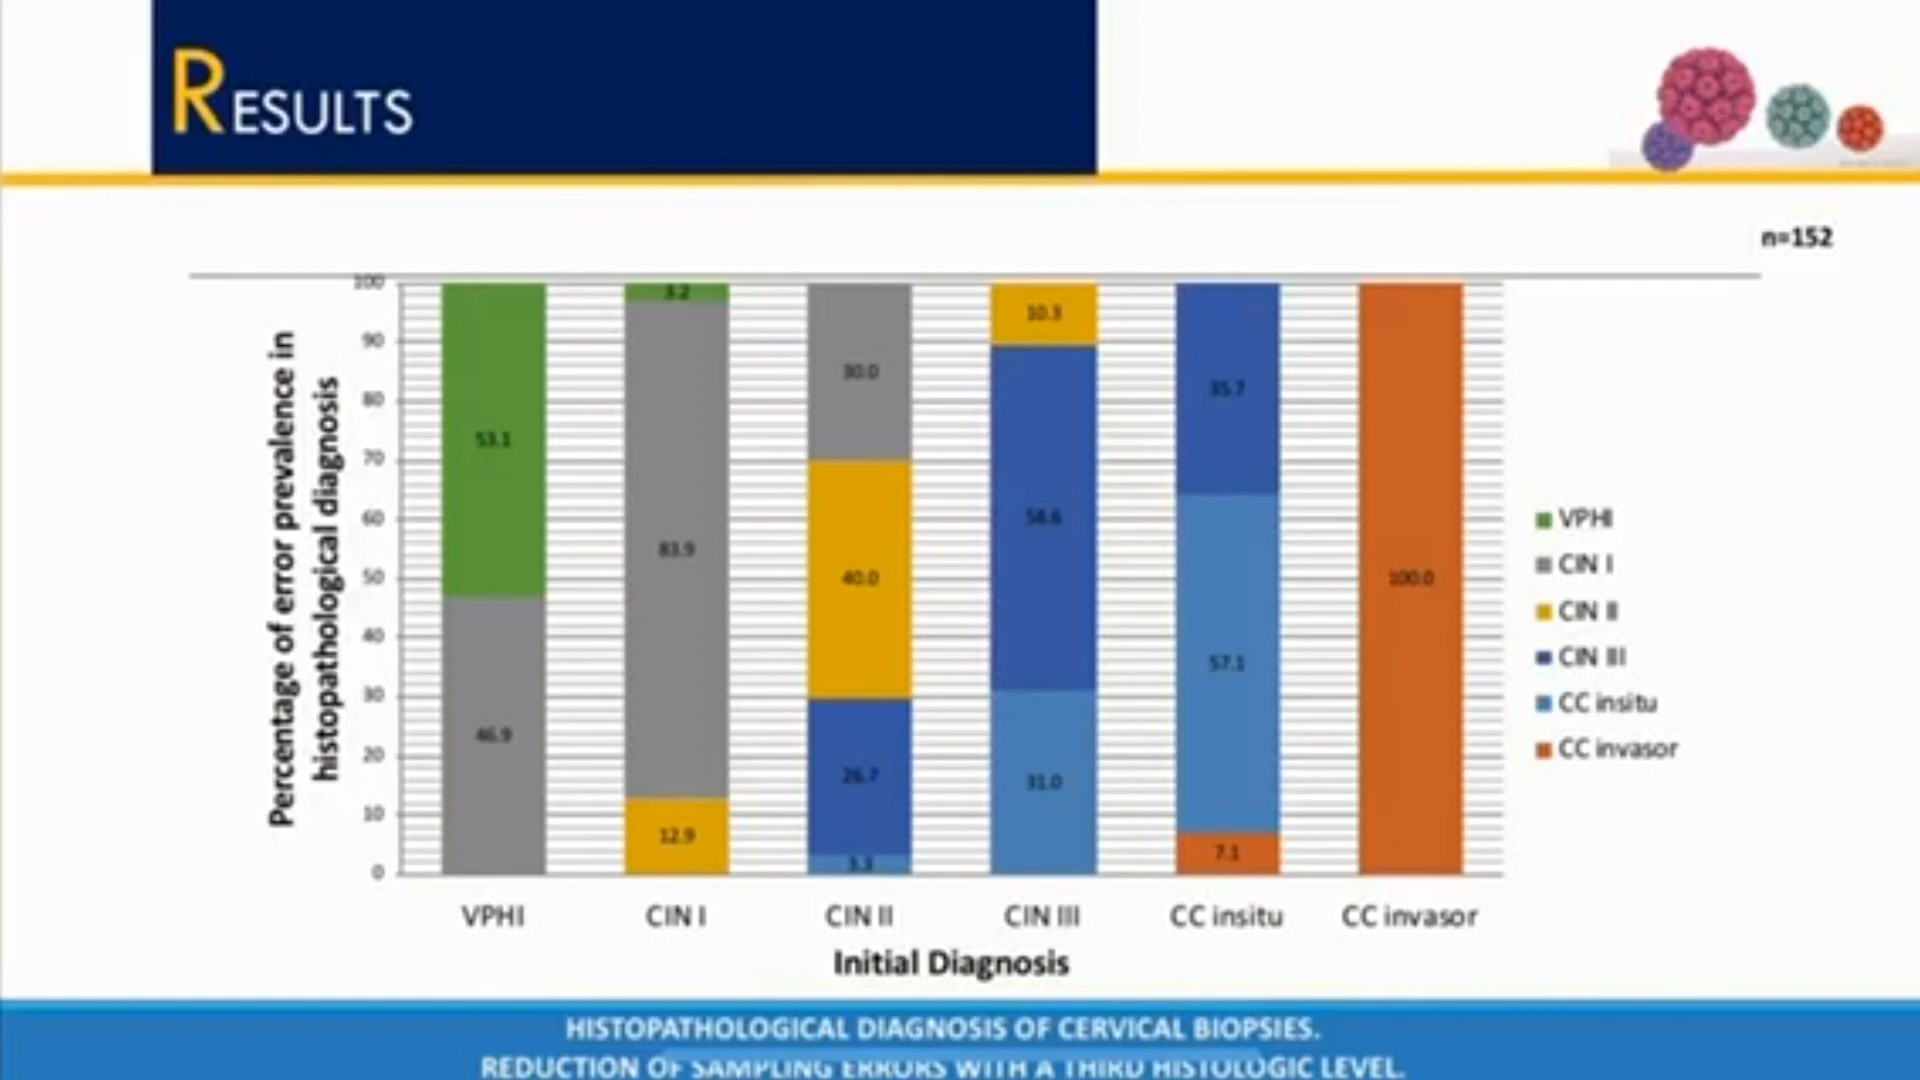 RESULTS
n=152
Percentage of error prevalence in
histopathological diagnosis
100
90
80
70
60
50
40
30
20
10
0
53.1
46.9
3.2
83.9
12.9
30.0
40.0
26.7
3.3
10.3
58.6
31.0
35.7
57.1
7.1
100.0
VPHI
CIN I
CIN II
CIN III
CC insitu
CC invasor
VPHI
CIN I
CIN II
CIN III
CC insitu
CC invasor
Initial Diagnosis
HISTOPATHOLOGICAL DIAGNOSIS OF CERVICAL BIOPSIES.
REDUCTION OF SAMPLING ERRORS WITH A THIRD HISTOLOGIC LEVEL.